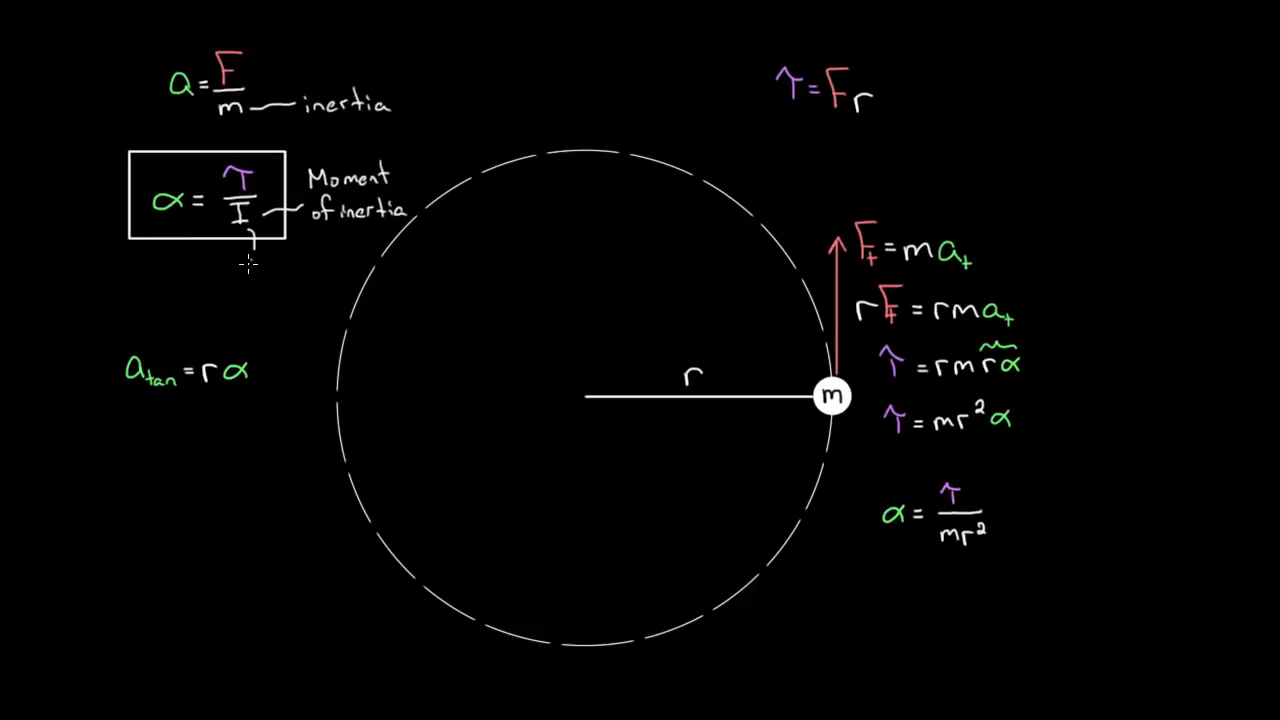 a = F/m — inertia
α = τ/I — Moment of inertia
a_tan = rα
τ = Fr
r
m
F_t = ma_t
rF_t = rma_t
τ = rmrα
τ = mr²α
α = τ/mr²